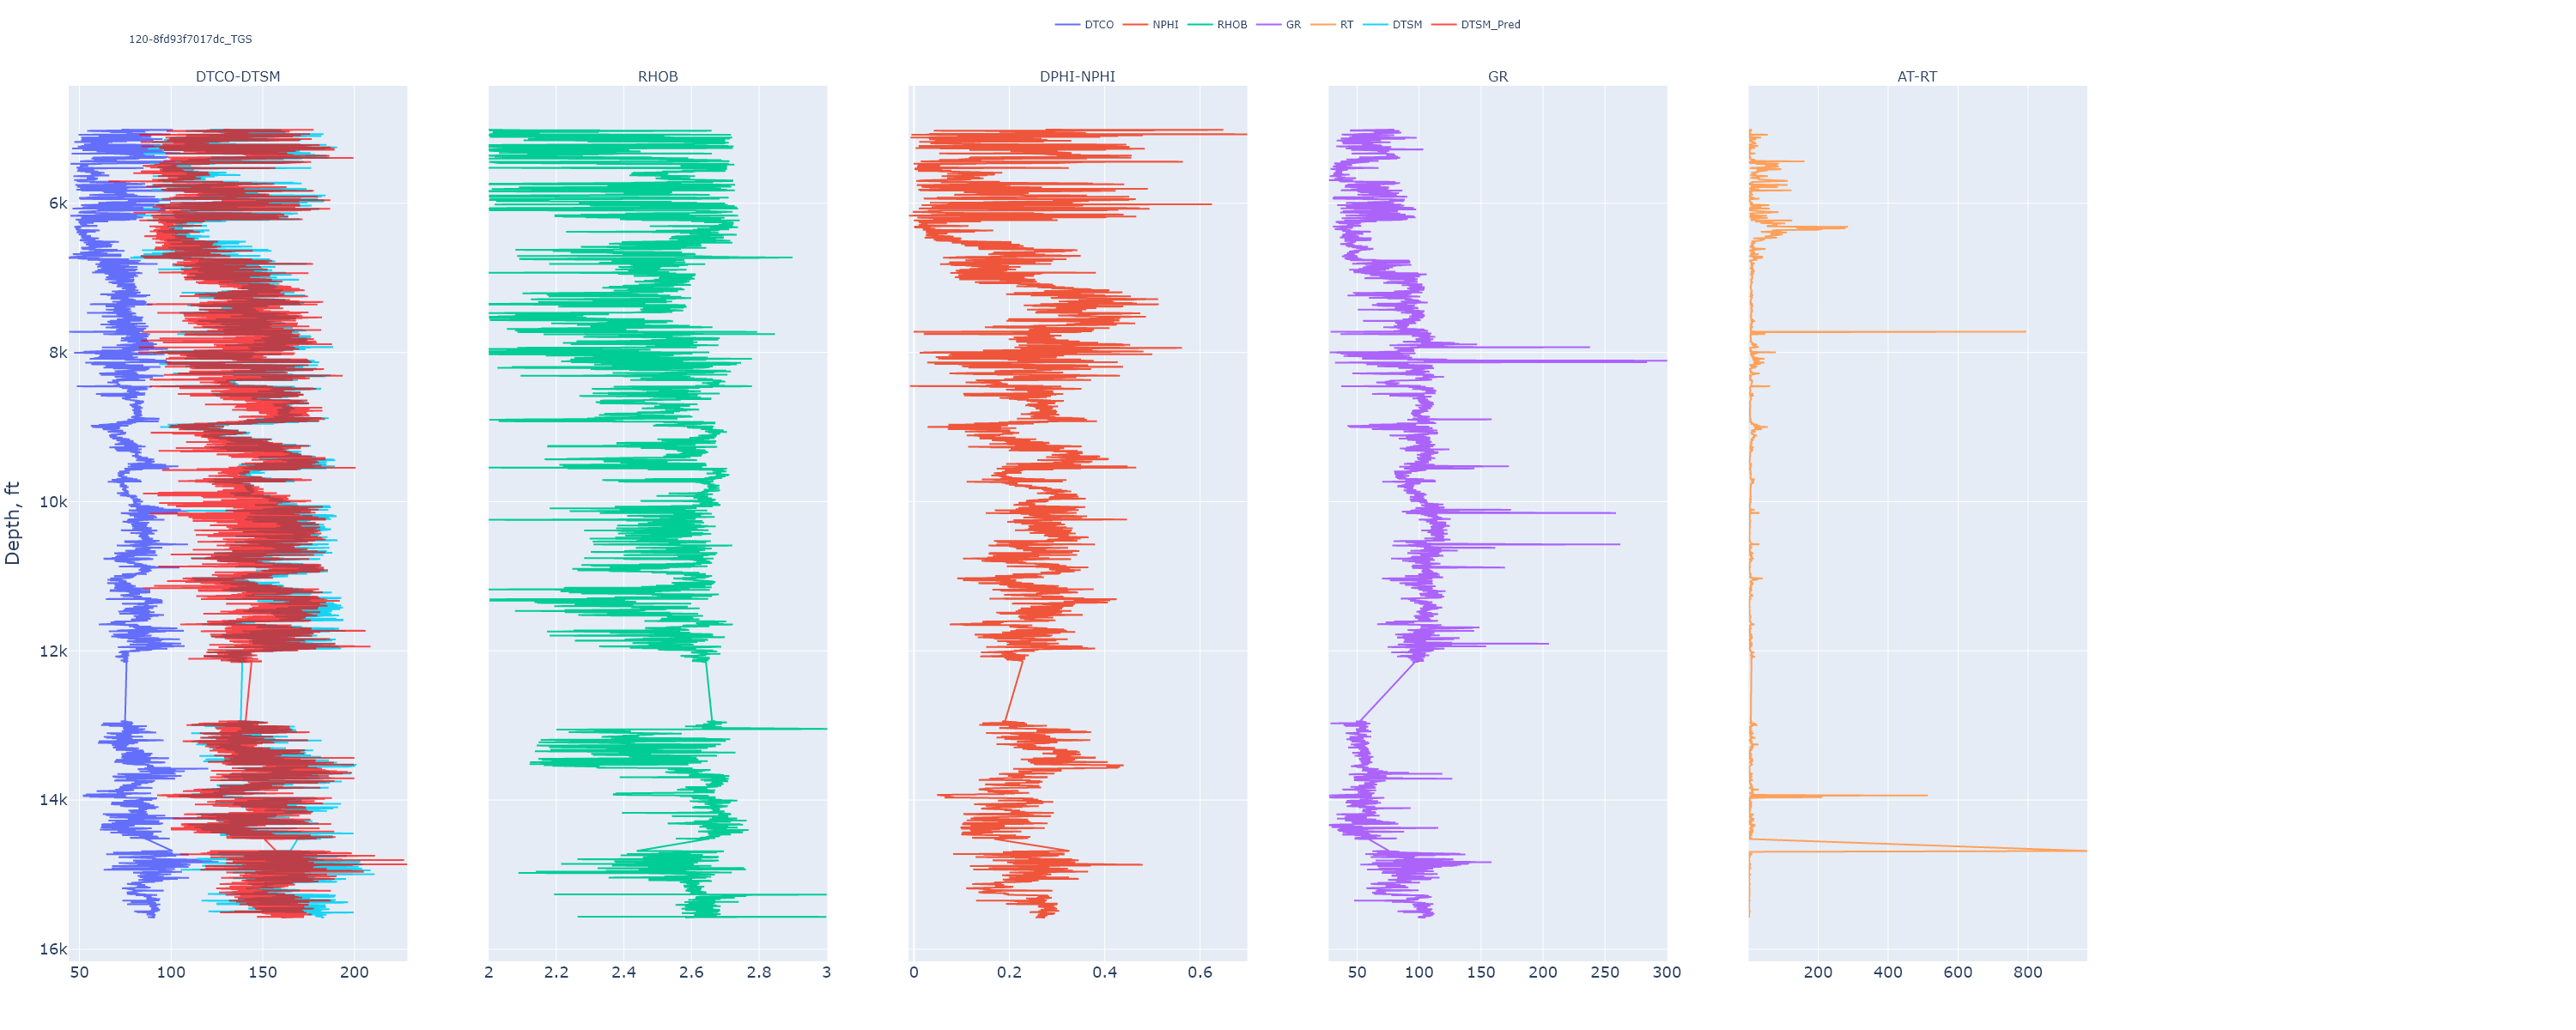 DTCO NPHI RHOB GR RT DTSM DTSM_Pred
120-8fd93f7017dc_TGS
DTCO-DTSM RHOB DPHI-NPHI GR AT-RT
Depth, ft
6k
8k
10k
12k
14k
16k
50 100 150 200
2 2.2 2.4 2.6 2.8 3
0 0.2 0.4 0.6
50 100 150 200 250 300
200 400 600 800